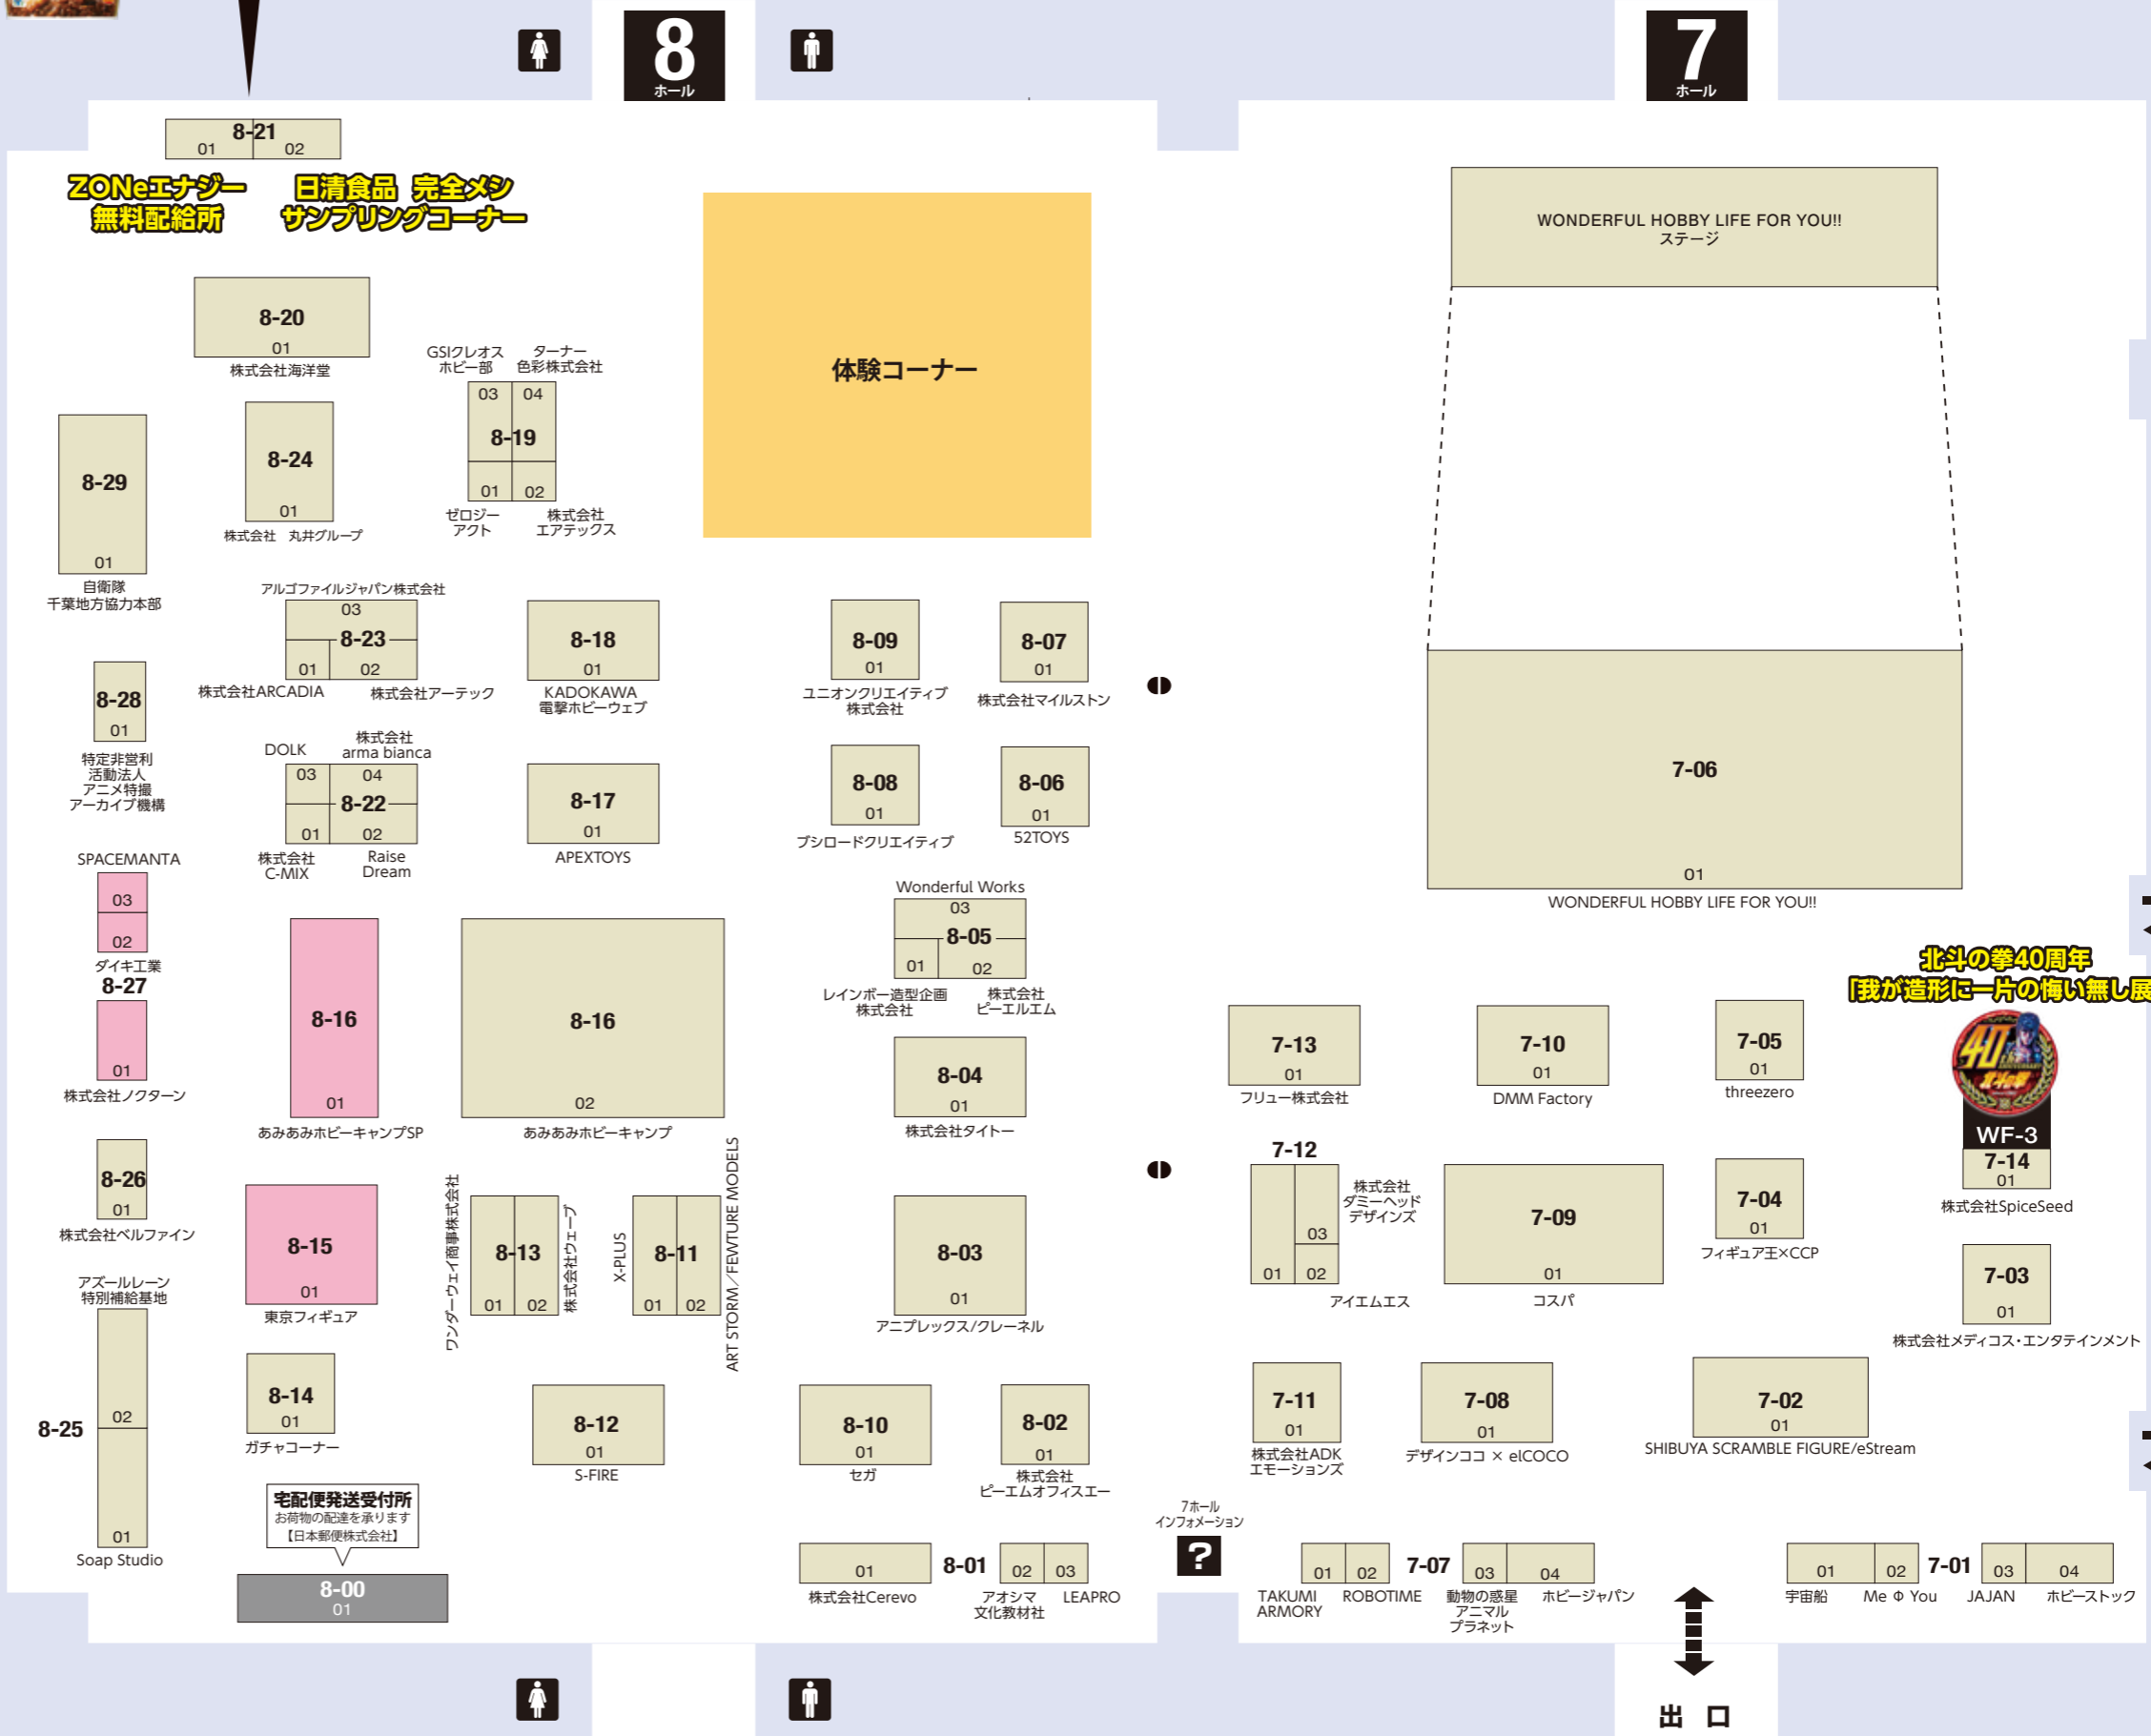 8
ホール
7
ホール
8-21
01
02
ZONeエナジー
無料配給所
日清食品 完全メシ
サンプリングコーナー
WONDERFUL HOBBY LIFE FOR YOU!!
ステージ
体験コーナー
8-20
01
株式会社海洋堂
GSIクレオス
ホビー部
ターナー
色彩株式会社
03
04
8-19
01
02
ゼロジー
アクト
株式会社
エアテックス
8-24
01
株式会社 丸井グループ
8-29
01
自衛隊
千葉地方協力本部
アルゴファイルジャパン株式会社
03
8-23
01
02
株式会社ARCADIA
株式会社アーテック
8-18
01
KADOKAWA
電撃ホビーウェブ
8-09
01
ユニオンクリエイティブ
株式会社
8-07
01
株式会社マイルストン
8-28
01
特定非営利
活動法人
アニメ特撮
アーカイブ機構
DOLK
株式会社
arma bianca
03
04
8-22
01
02
株式会社
C-MIX
Raise
Dream
8-17
01
APEXTOYS
8-08
01
ブシロードクリエイティブ
8-06
01
52TOYS
7-06
01
WONDERFUL HOBBY LIFE FOR YOU!!
SPACEMANTA
03
02
ダイキ工業
8-27
01
株式会社ノクターン
8-16
01
あみあみホビーキャンプSP
8-16
02
あみあみホビーキャンプ
Wonderful Works
03
8-05
01
02
レインボー造型企画
株式会社
株式会社
ピーエルエム
8-04
01
株式会社タイトー
7-13
01
フリュー株式会社
7-10
01
DMM Factory
7-05
01
threezero
北斗の拳40周年
「我が造形に一片の悔い無し展
40th
ANNIVERSARY
北斗の拳
WF-3
7-14
01
株式会社SpiceSeed
8-26
01
株式会社ベルファイン
8-15
01
東京フィギュア
ワンダーウェイ商事株式会社
8-13
01
02
株式会社ウェーブ
X-PLUS
8-11
01
02
ART STORM／FEWTURE MODELS
8-03
01
アニプレックス/クレーネル
7-12
01
02
03
株式会社
ダミーヘッド
デザインズ
アイエムエス
7-09
01
コスパ
7-04
01
フィギュア王×CCP
7-03
01
株式会社メディコス・エンタテインメント
アズールレーン
特別補給基地
02
8-25
01
Soap Studio
8-14
01
ガチャコーナー
8-12
01
S-FIRE
8-10
01
セガ
8-02
01
株式会社
ピーエムオフィスエー
7-11
01
株式会社ADK
エモーションズ
7-08
01
デザインココ × elCOCO
7-02
01
SHIBUYA SCRAMBLE FIGURE/eStream
宅配便発送受付所
お荷物の配達を承ります
【日本郵便株式会社】
8-00
01
01
8-01
02
03
株式会社Cerevo
アオシマ
文化教材社
LEAPRO
7ホール
インフォメーション
?
01
02
7-07
03
04
TAKUMI
ARMORY
ROBOTIME
動物の惑星
アニマル
プラネット
ホビージャパン
01
02
7-01
03
04
宇宙船
Me Φ You
JAJAN
ホビーストック
出 口